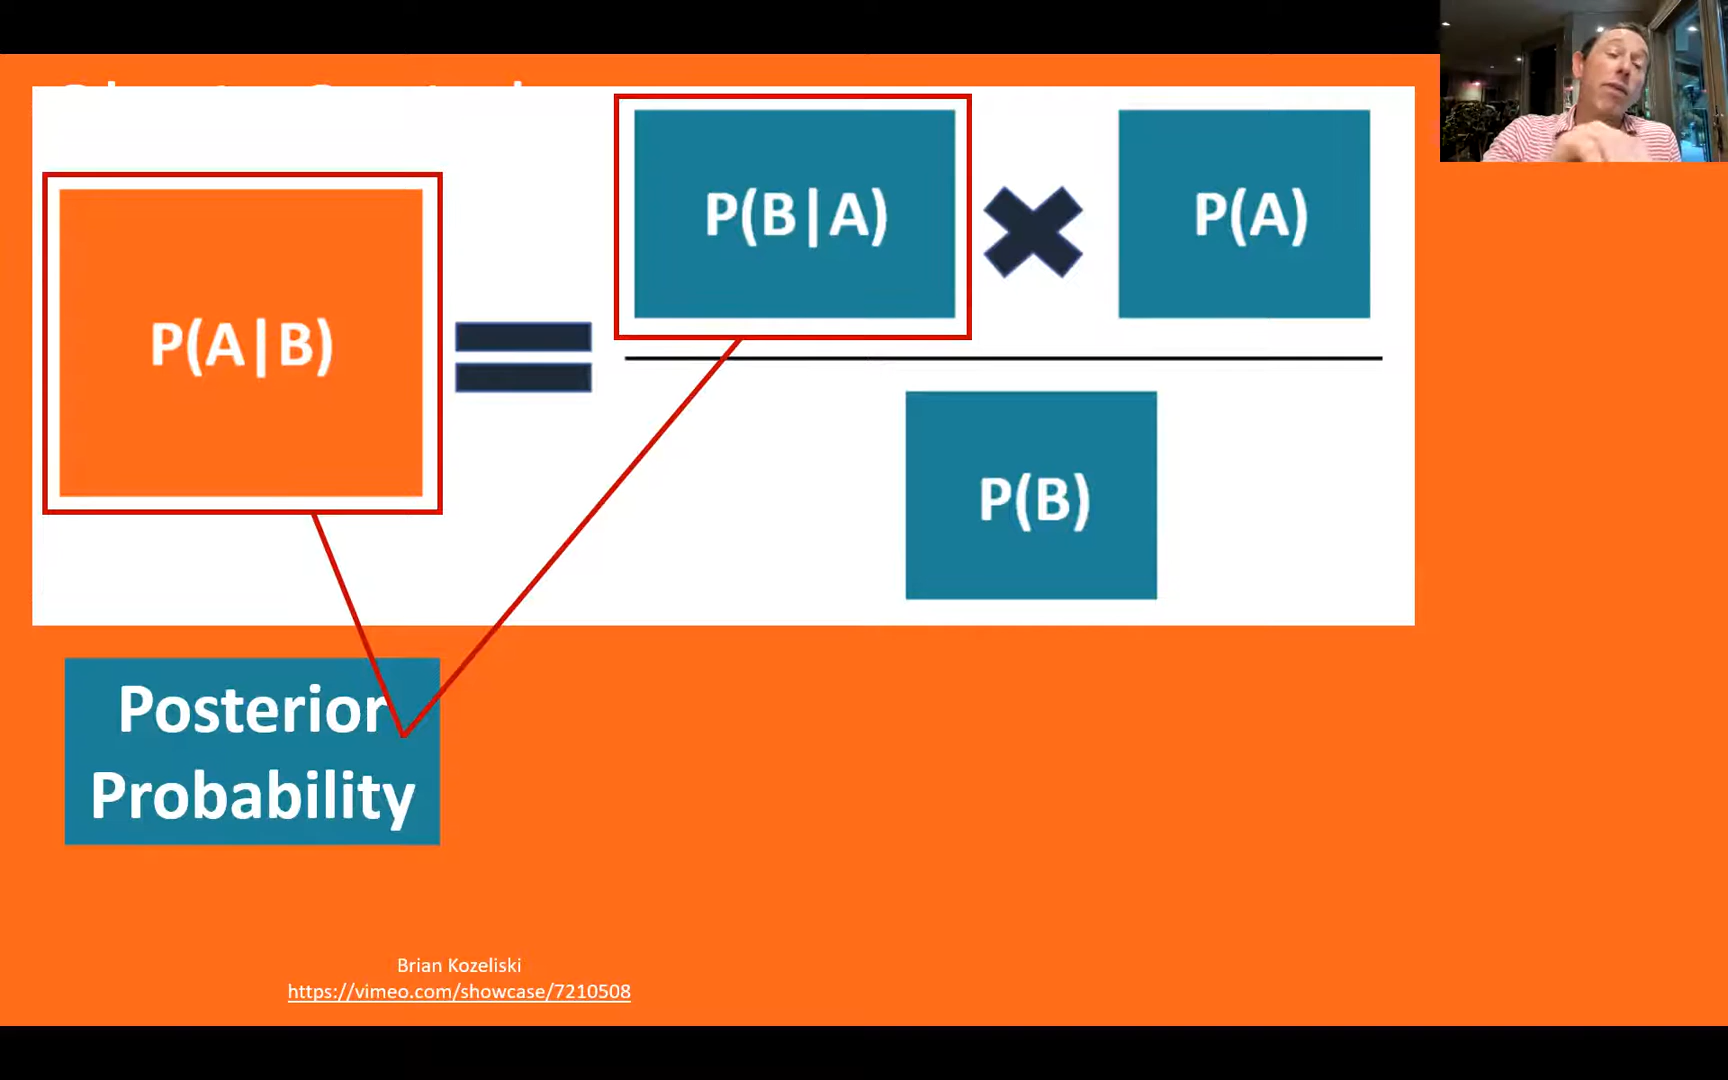 P(B|A)
P(A)
P(A|B)
P(B)
Posterior
Probability
Brian Kozeliski
https://vimeo.com/showcase/7210508